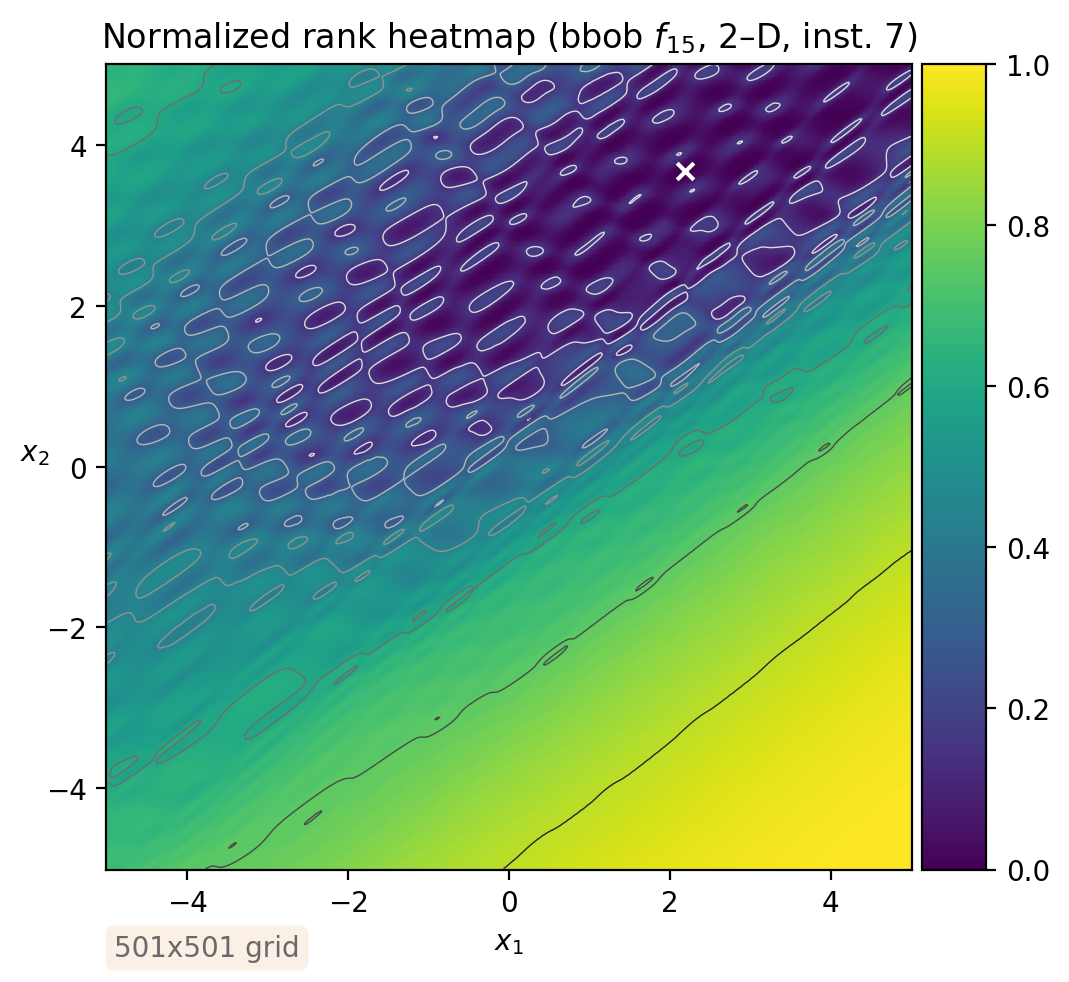 Normalized rank heatmap (bbob f₁₅, 2–D, inst. 7)
1.0
0.8
0.6
0.4
0.2
0.0
4
2
0
−2
−4
x₂
−4 −2 0 2 4
x₁
501x501 grid